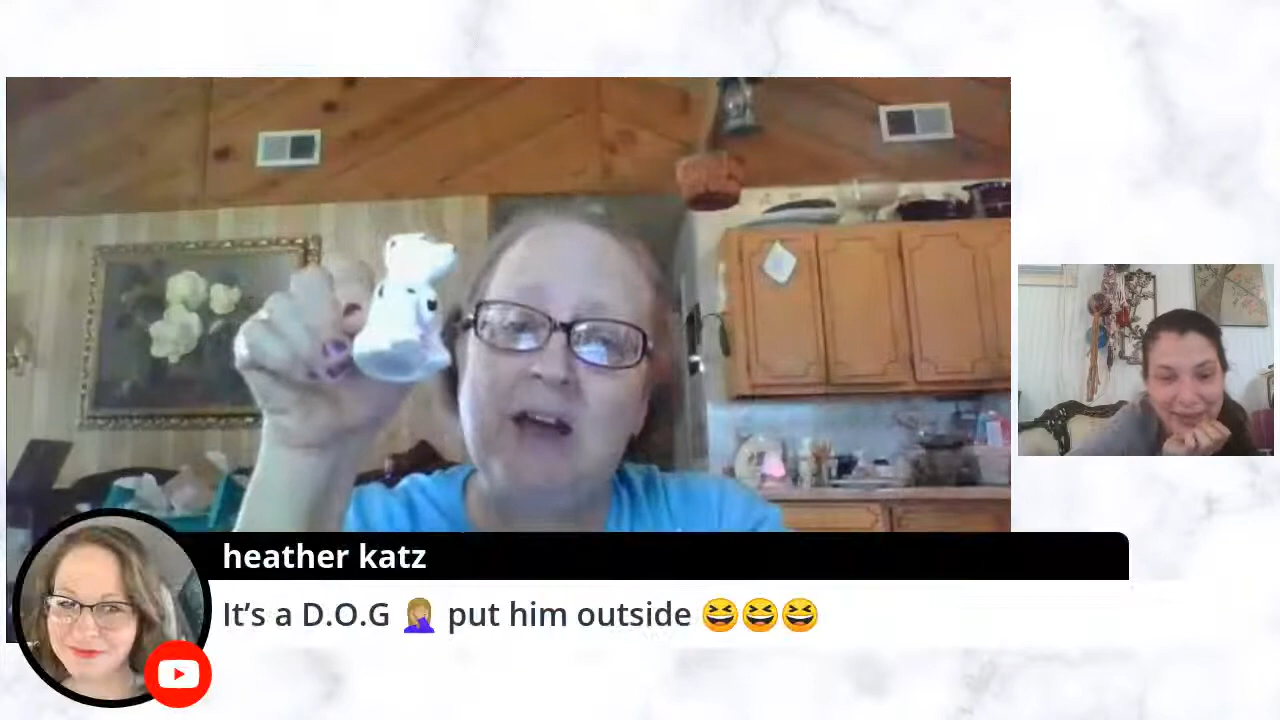 heather katz
It’s a D.O.G 🤦🏼‍♀️ put him outside 😆😆😆